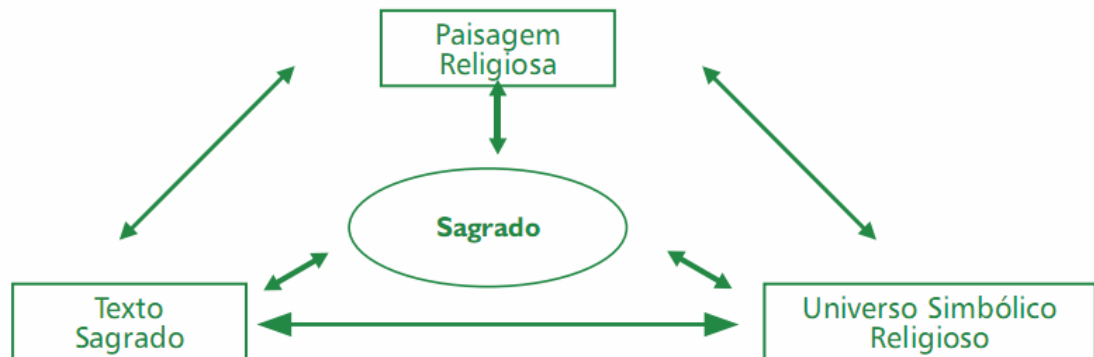 Paisagem
Religiosa
Sagrado
Texto
Sagrado
Universo Simbólico
Religioso